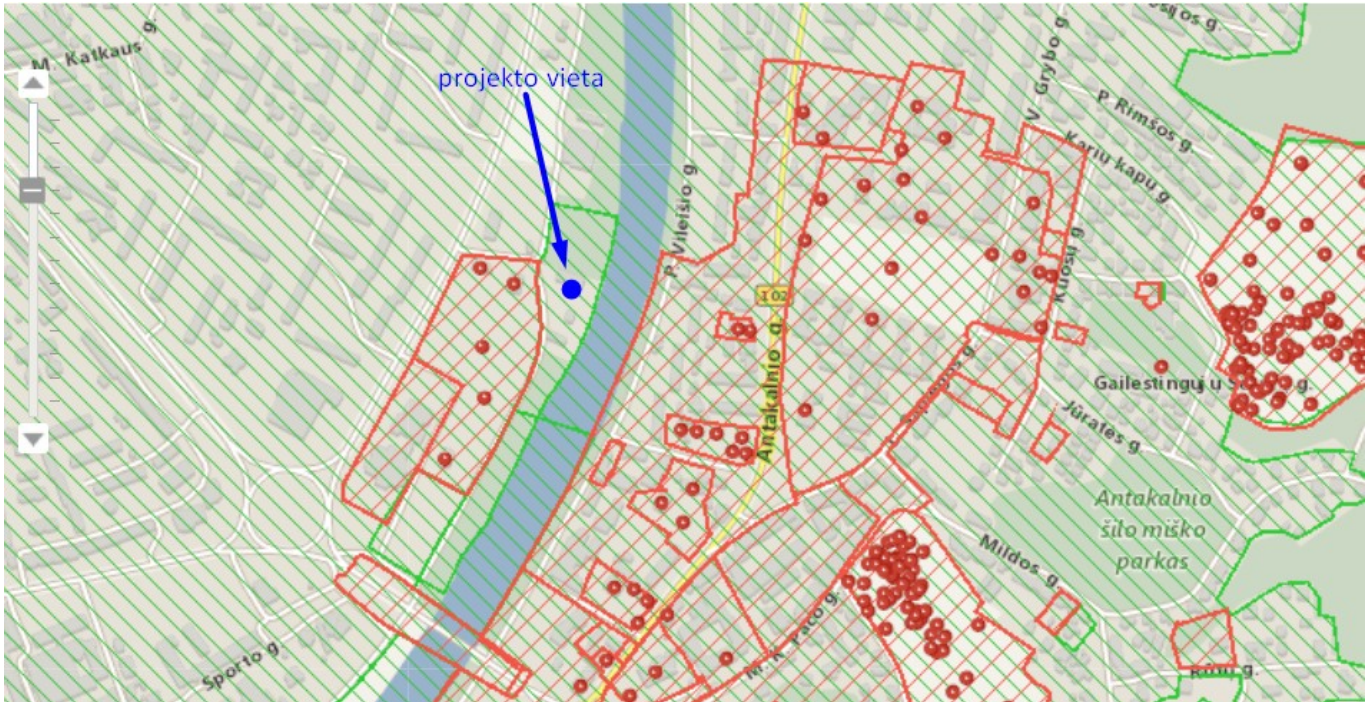 M. Katkaus g.
projekto vieta
P. Vileišio g.
V. Grybo g.
P. Rimšos g.
Karių kapų g.
102
Antakalnio g.
Kuosų g.
Gailestingųjų g.
Jūratės g.
Antakalnio
šilo miško
parkas
Mildos g.
M. K. Paco g.
Sporto g.
g.